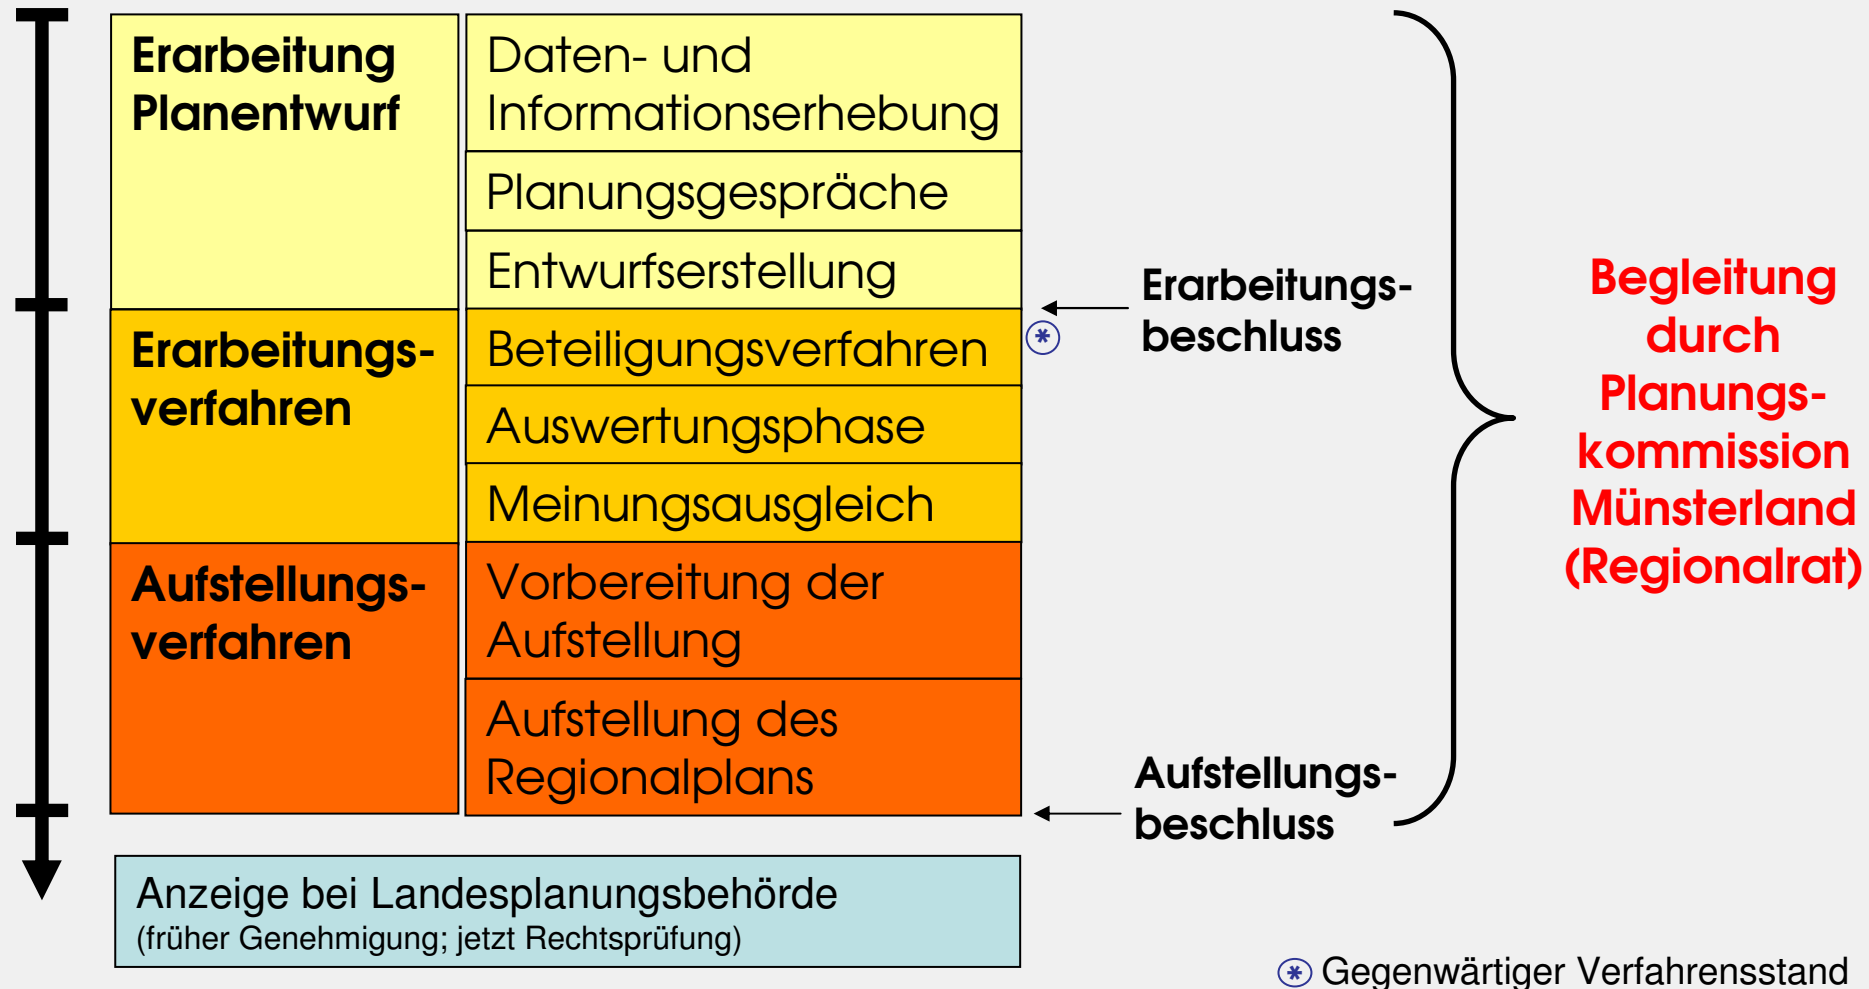 Erarbeitung
Planentwurf
Daten- und
Informationserhebung
Planungsgespräche
Entwurfserstellung
Erarbeitungs-
beschluss
Erarbeitungs-
verfahren
Beteiligungsverfahren *
Auswertungsphase
Meinungsausgleich
Aufstellungs-
verfahren
Vorbereitung der
Aufstellung
Aufstellung des
Regionalplans
Aufstellungs-
beschluss
Begleitung
durch
Planungs-
kommission
Münsterland
(Regionalrat)
Anzeige bei Landesplanungsbehörde
(früher Genehmigung; jetzt Rechtsprüfung)
* Gegenwärtiger Verfahrensstand